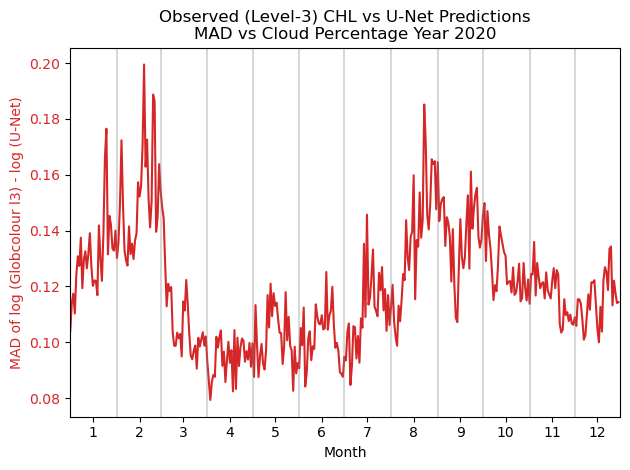 Observed (Level-3) CHL vs U-Net Predictions
MAD vs Cloud Percentage Year 2020
MAD of log (Globcolour l3) - log (U-Net)
0.20
0.18
0.16
0.14
0.12
0.10
0.08
1 2 3 4 5 6 7 8 9 10 11 12
Month